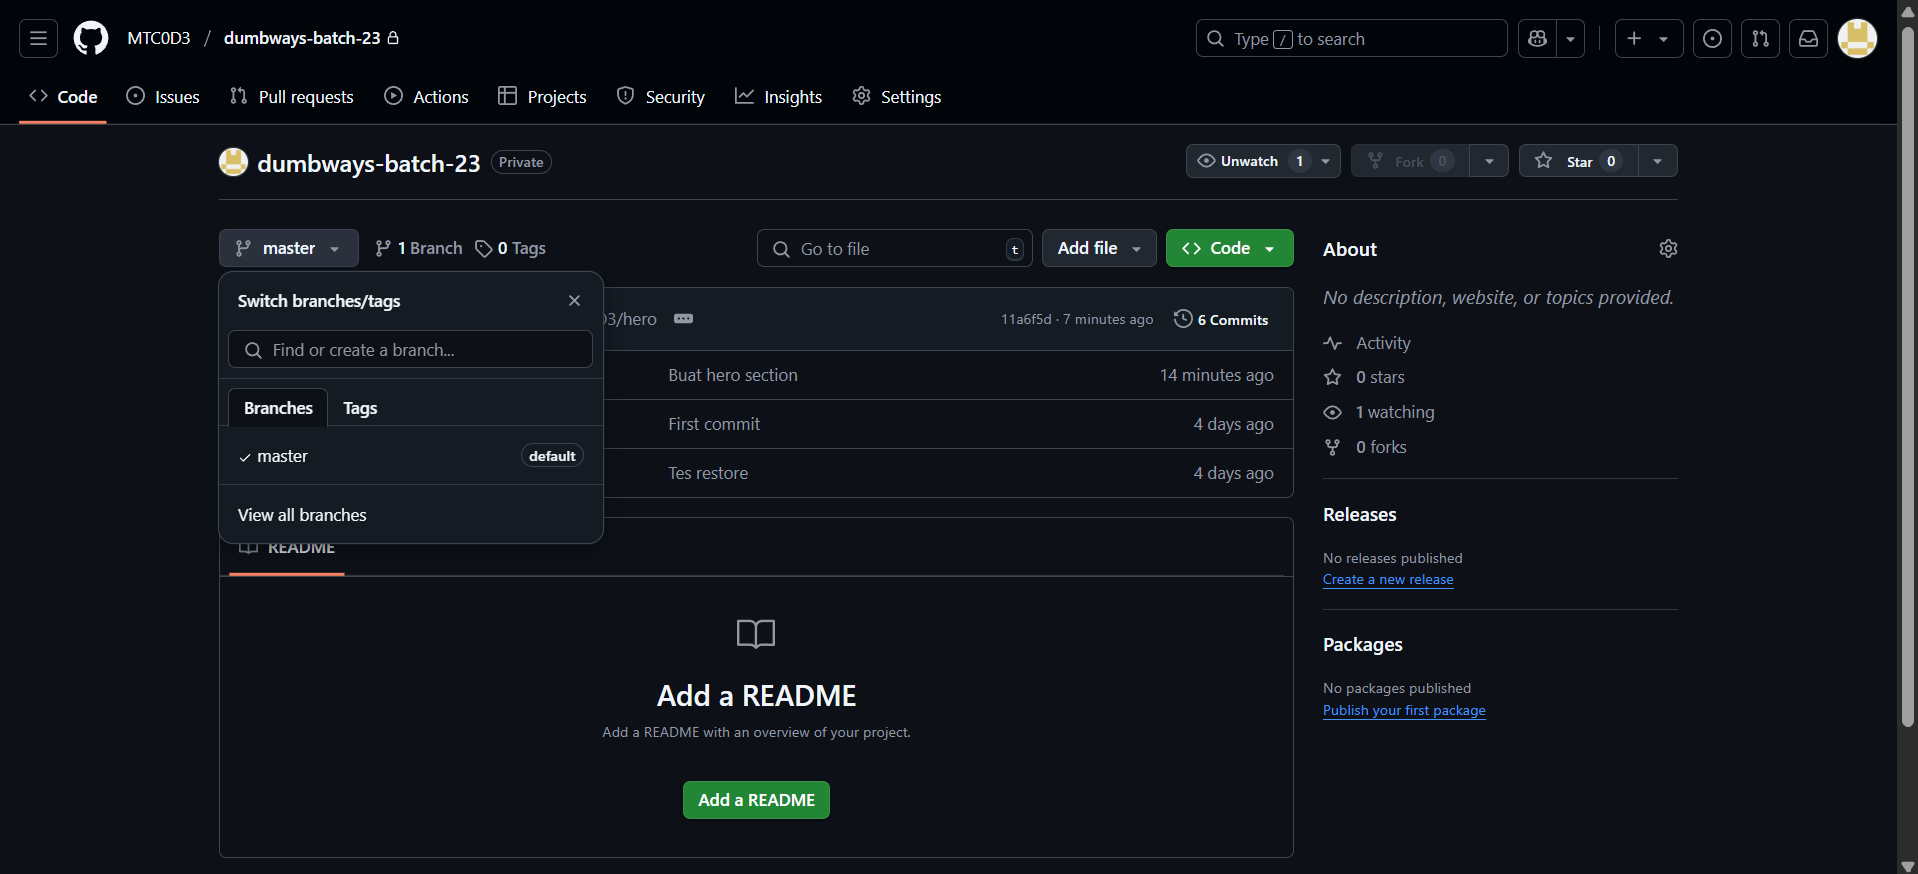 MTC0D3 / dumbways-batch-23
Type / to search
Code
Issues
Pull requests
Actions
Projects
Security
Insights
Settings
dumbways-batch-23 Private
Unwatch 1
Fork 0
Star 0
master
1 Branch
0 Tags
Go to file t
Add file
Code
Switch branches/tags
Find or create a branch...
Branches
Tags
master default
View all branches
3/hero
11a6f5d · 7 minutes ago
6 Commits
Buat hero section 14 minutes ago
First commit 4 days ago
Tes restore 4 days ago
README
Add a README
Add a README with an overview of your project.
Add a README
About
No description, website, or topics provided.
Activity
0 stars
1 watching
0 forks
Releases
No releases published
Create a new release
Packages
No packages published
Publish your first package